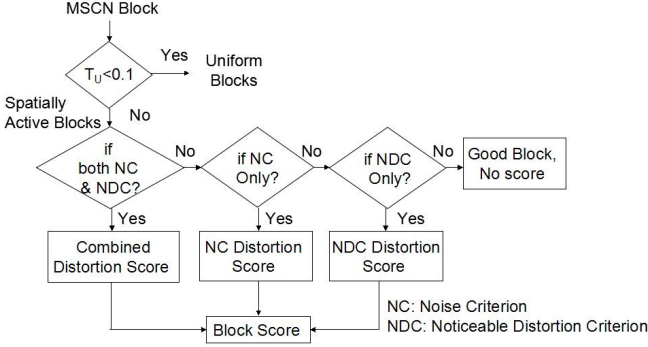 MSCN Block
Yes
TU<0.1
Uniform
Blocks
Spatially
Active Blocks
No
if
both NC
& NDC?
No
if NC
Only?
No
if NDC
Only?
No
Good Block,
No score
Yes
Yes
Yes
Combined
Distortion Score
NC Distortion
Score
NDC Distortion
Score
NC: Noise Criterion
NDC: Noticeable Distortion Criterion
Block Score